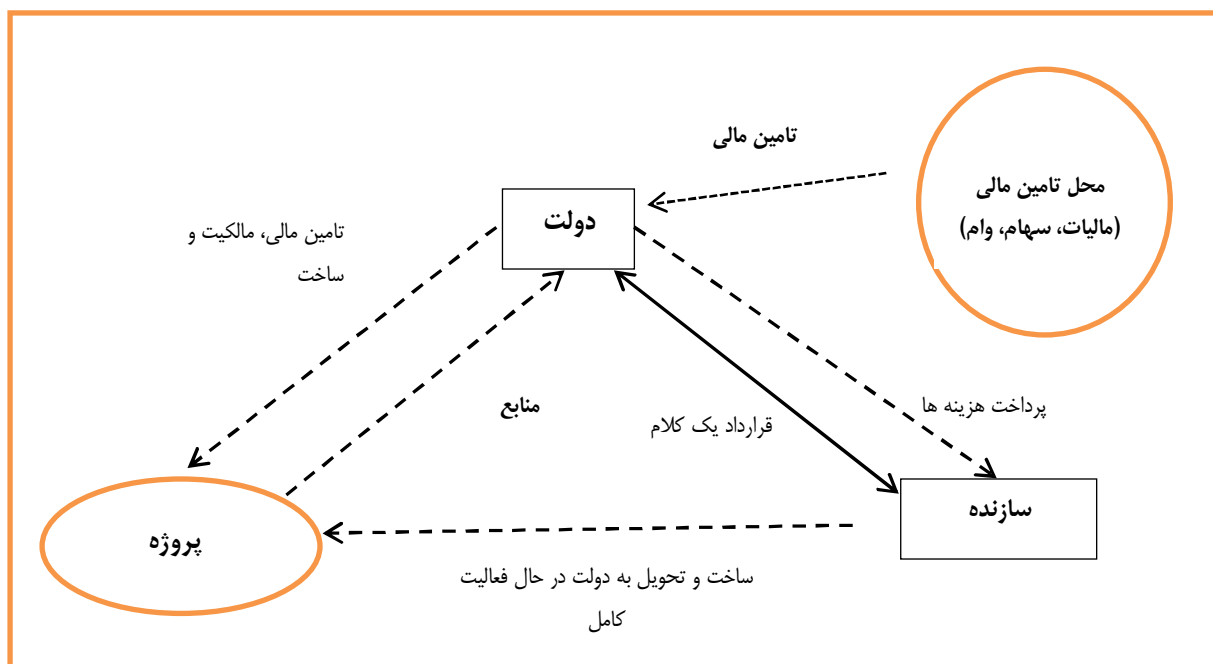 تامین مالی
محل تامین مالی
(مالیات، سهام، وام)
دولت
تامین مالی، مالکیت و
ساخت
منابع
قرارداد یک کلام
پرداخت هزینه ها
سازنده
پروژه
ساخت و تحویل به دولت در حال فعالیت
کامل